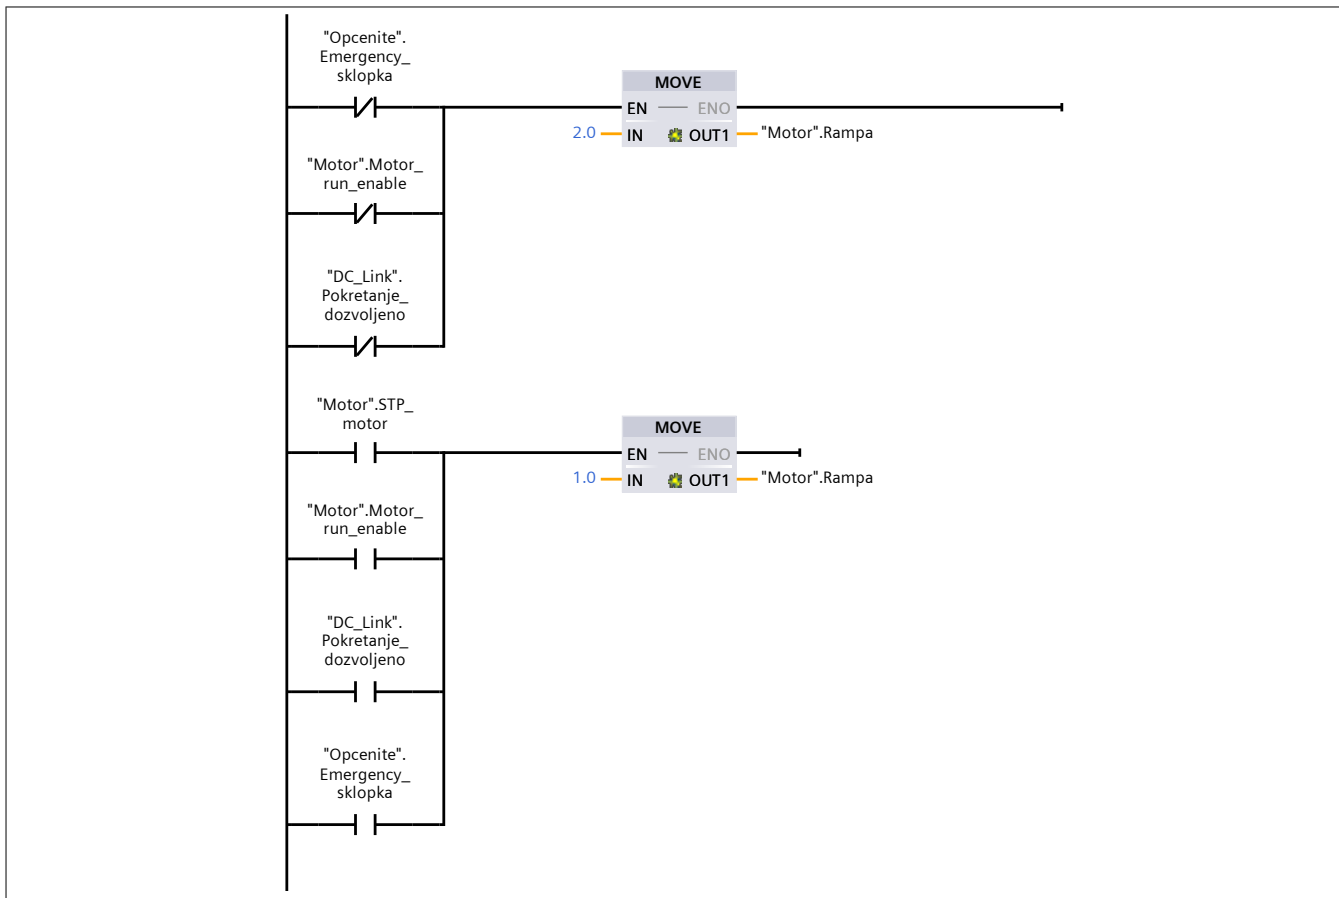 "Opcenite".
Emergency_
sklopka
MOVE
EN ENO
2.0 IN OUT1 "Motor".Rampa
"Motor".Motor_
run_enable
"DC_Link".
Pokretanje_
dozvoljeno
"Motor".STP_
motor
MOVE
EN ENO
1.0 IN OUT1 "Motor".Rampa
"Motor".Motor_
run_enable
"DC_Link".
Pokretanje_
dozvoljeno
"Opcenite".
Emergency_
sklopka